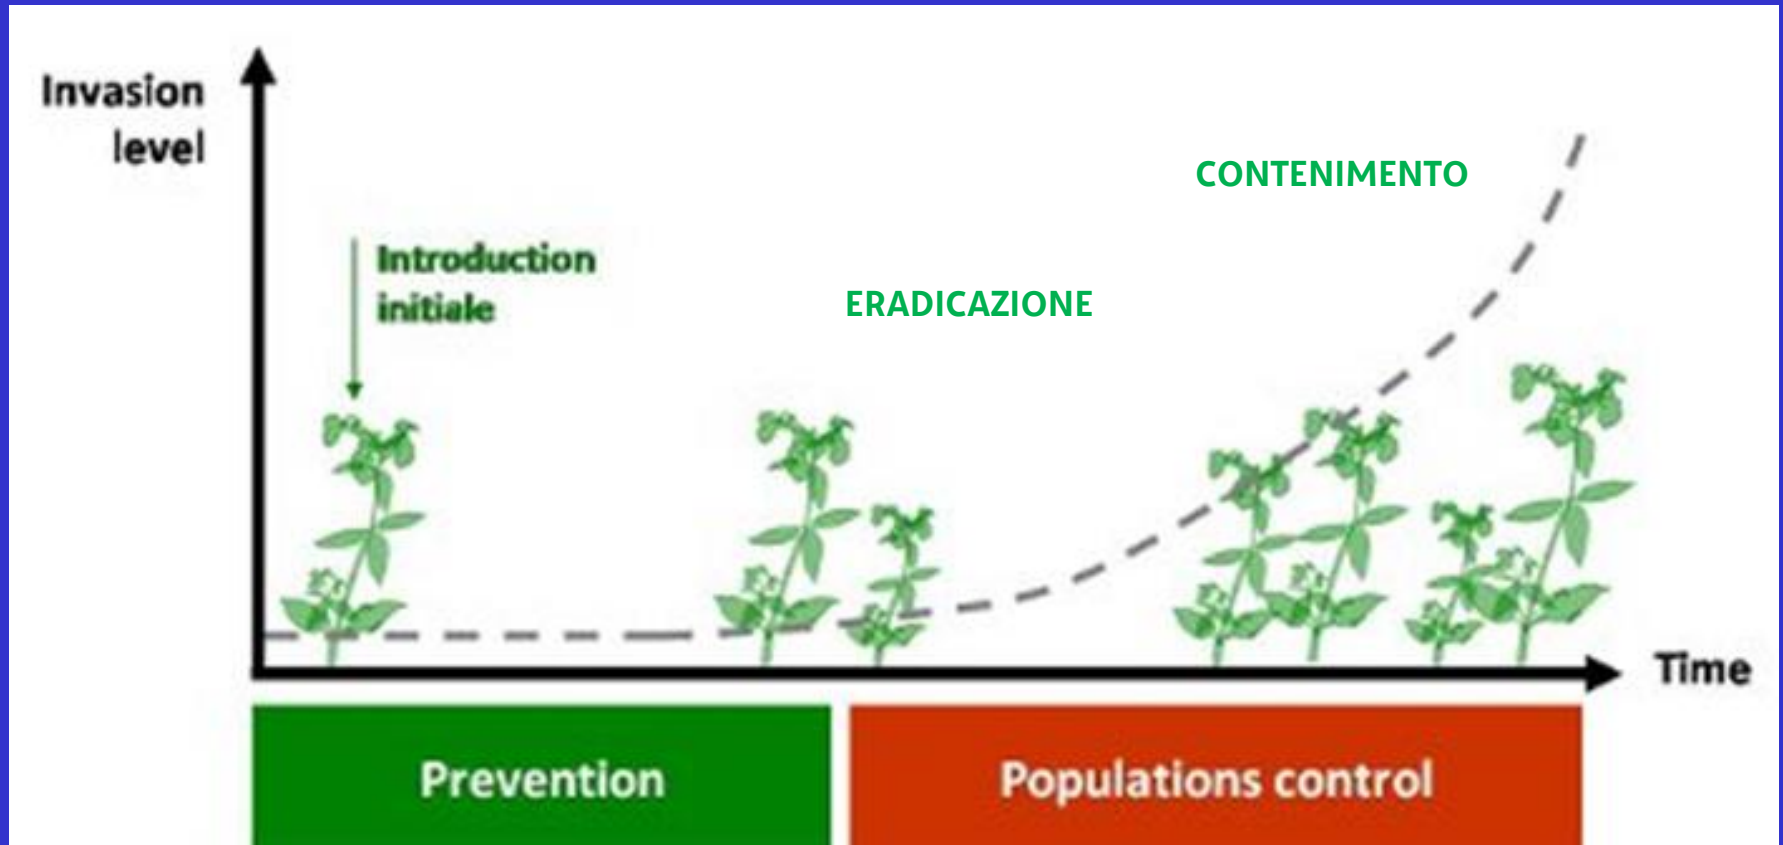 Invasion
level
CONTENIMENTO
Introduction
initiale
ERADICAZIONE
Time
Prevention
Populations control